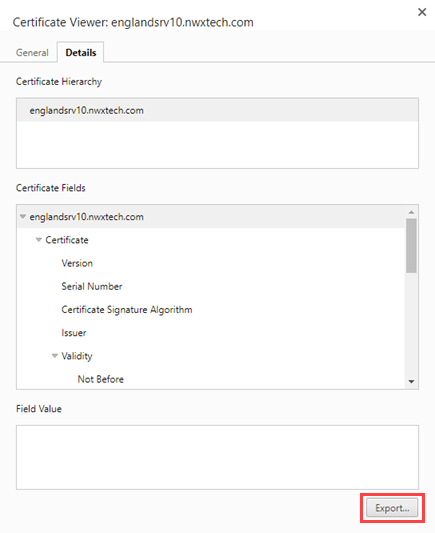 Certificate Viewer: englandsrv10.nwxtech.com
General Details
Certificate Hierarchy
englandsrv10.nwxtech.com
Certificate Fields
englandsrv10.nwxtech.com
Certificate
Version
Serial Number
Certificate Signature Algorithm
Issuer
Validity
Not Before
Field Value
Export...